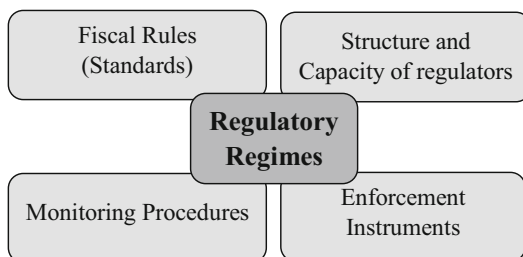 Fiscal Rules
(Standards)
Structure and
Capacity of regulators
Regulatory
Regimes
Monitoring Procedures
Enforcement
Instruments